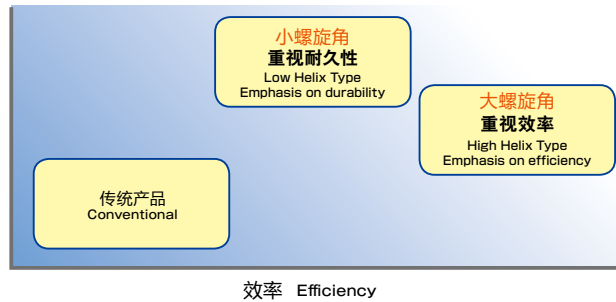 小螺旋角
重视耐久性
Low Helix Type
Emphasis on durability
大螺旋角
重视效率
High Helix Type
Emphasis on efficiency
传统产品
Conventional
效率 Efficiency